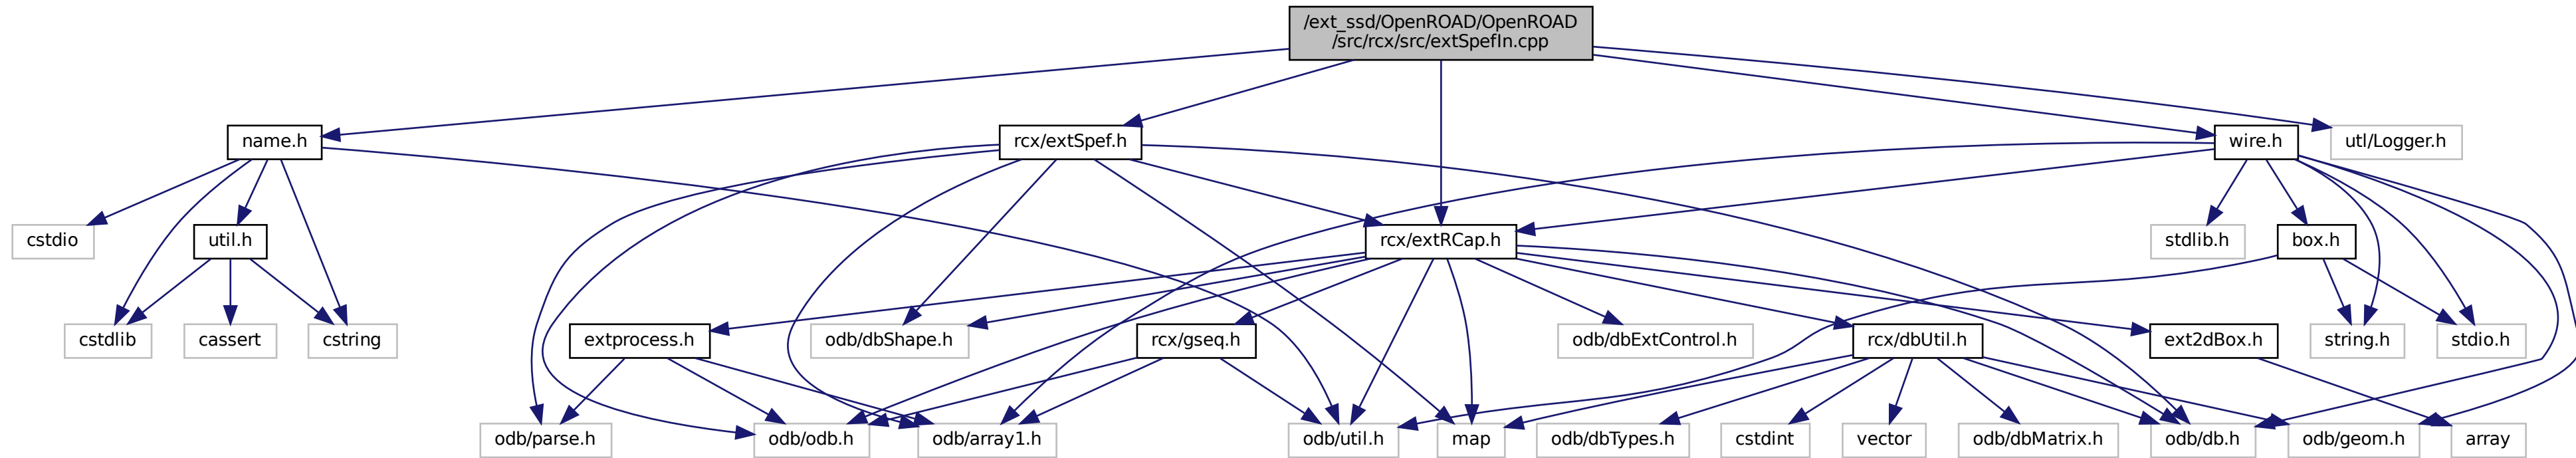 /ext_ssd/OpenROAD/OpenROAD
/src/rcx/src/extSpefIn.cpp
name.h
rcx/extSpef.h
wire.h
utl/Logger.h
cstdio
util.h
rcx/extRCap.h
stdlib.h
box.h
cstdlib
cassert
cstring
extprocess.h
odb/dbShape.h
rcx/gseq.h
odb/dbExtControl.h
rcx/dbUtil.h
ext2dBox.h
string.h
stdio.h
odb/parse.h
odb/odb.h
odb/array1.h
odb/util.h
map
odb/dbTypes.h
cstdint
vector
odb/dbMatrix.h
odb/db.h
odb/geom.h
array